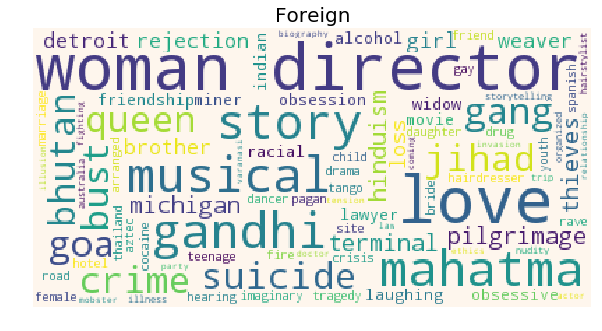 Foreign
detroit rejection indian biography alcohol girl friend weaver
woman director
gay hairstylist
friendship miner obsession widow storytelling spanish
queen story movie gang
bhutan fighting brother racial hinduism loss daughter drug organized
bust musical child drama jihad youth thieves relationship
australia arranged varanasi tango coming invasion hairdresser trip
michigan dancer pagan bride love
goa thailand aztec cocaine gandhi lawyer site terminal pilgrimage rave
hotel teenage fire doctor crisis ethics nudity
road crime party suicide mahatma
female mobster illness hearing imaginary tragedy laughing obsessive actor